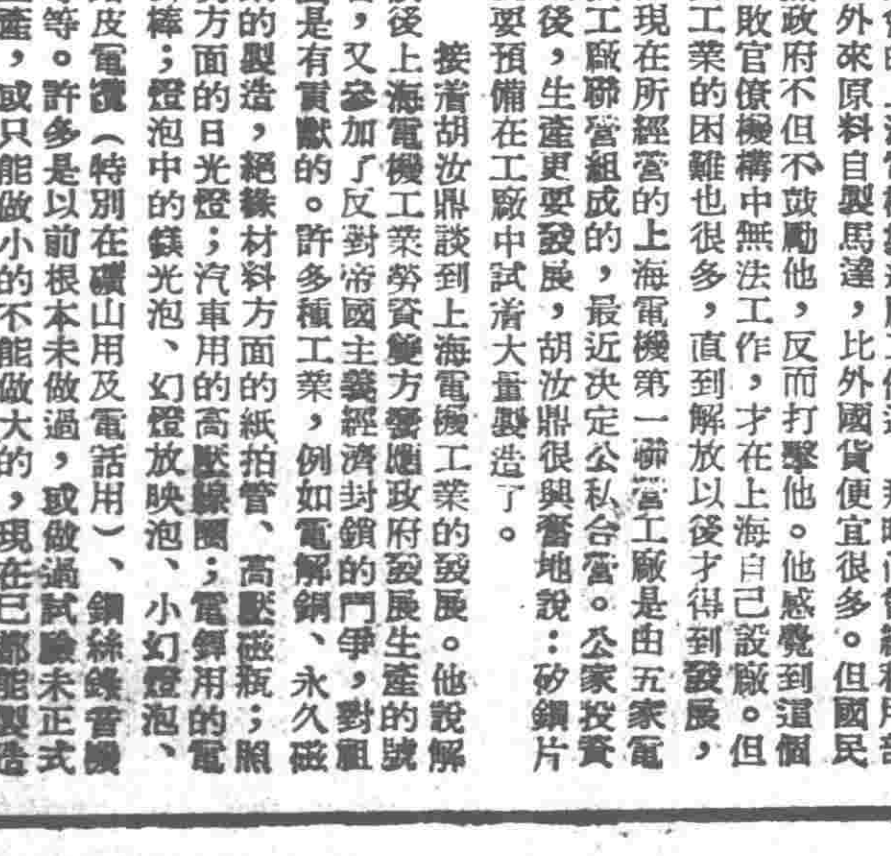 外來原料自製馬達，比外國貨便宜很多。但國民
政府不但不鼓勵他，反而打擊他。他感覺到這個
敗官僚機構中無法工作，才在上海自己設廠。但
工業的困難也很多，直到解放以後才得到發展，
現在所經營的上海電機第一聯營工廠是由五家電
工廠聯營組成的，最近決定公私合營。公家投資
後，生產更要發展，胡汝鼎很興奮地說：矽鋼片
要預備在工廠中試着大量製造了。
接着胡汝鼎談到上海電機工業的發展。他說解
後上海電機工業勞資雙方響應政府發展生產的號
，又參加了反對帝國主義經濟封鎖的鬥爭，對祖
是有貢獻的。許多種工業，例如電解銅、永久磁
的製造，絕緣材料方面的紙拍管、高壓磁瓶；照
方面的日光燈；汽車用的高壓線圈；電鐸用的電
棒；燈泡中的鎂光泡、幻燈放映泡、小幻燈泡、
皮電纜（特別在礦山用及電話用）、鋼絲錄音機
等。許多是以前根本未做過，或做過試驗未正式
產，或只能做小的不能做大的，現在已都能製造